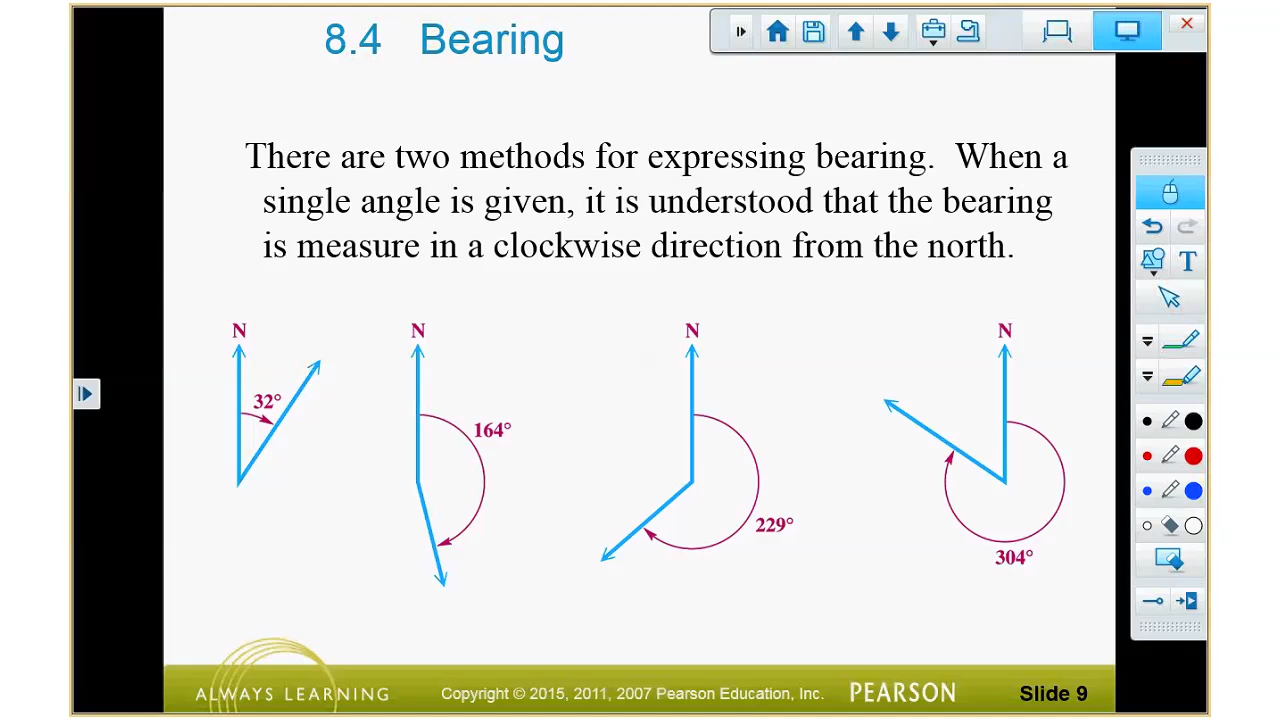 8.4 Bearing
There are two methods for expressing bearing. When a
single angle is given, it is understood that the bearing
is measure in a clockwise direction from the north.
N N N N
32°
164°
229°
304°
T
ALWAYS LEARNING Copyright © 2015, 2011, 2007 Pearson Education, Inc. PEARSON Slide 9